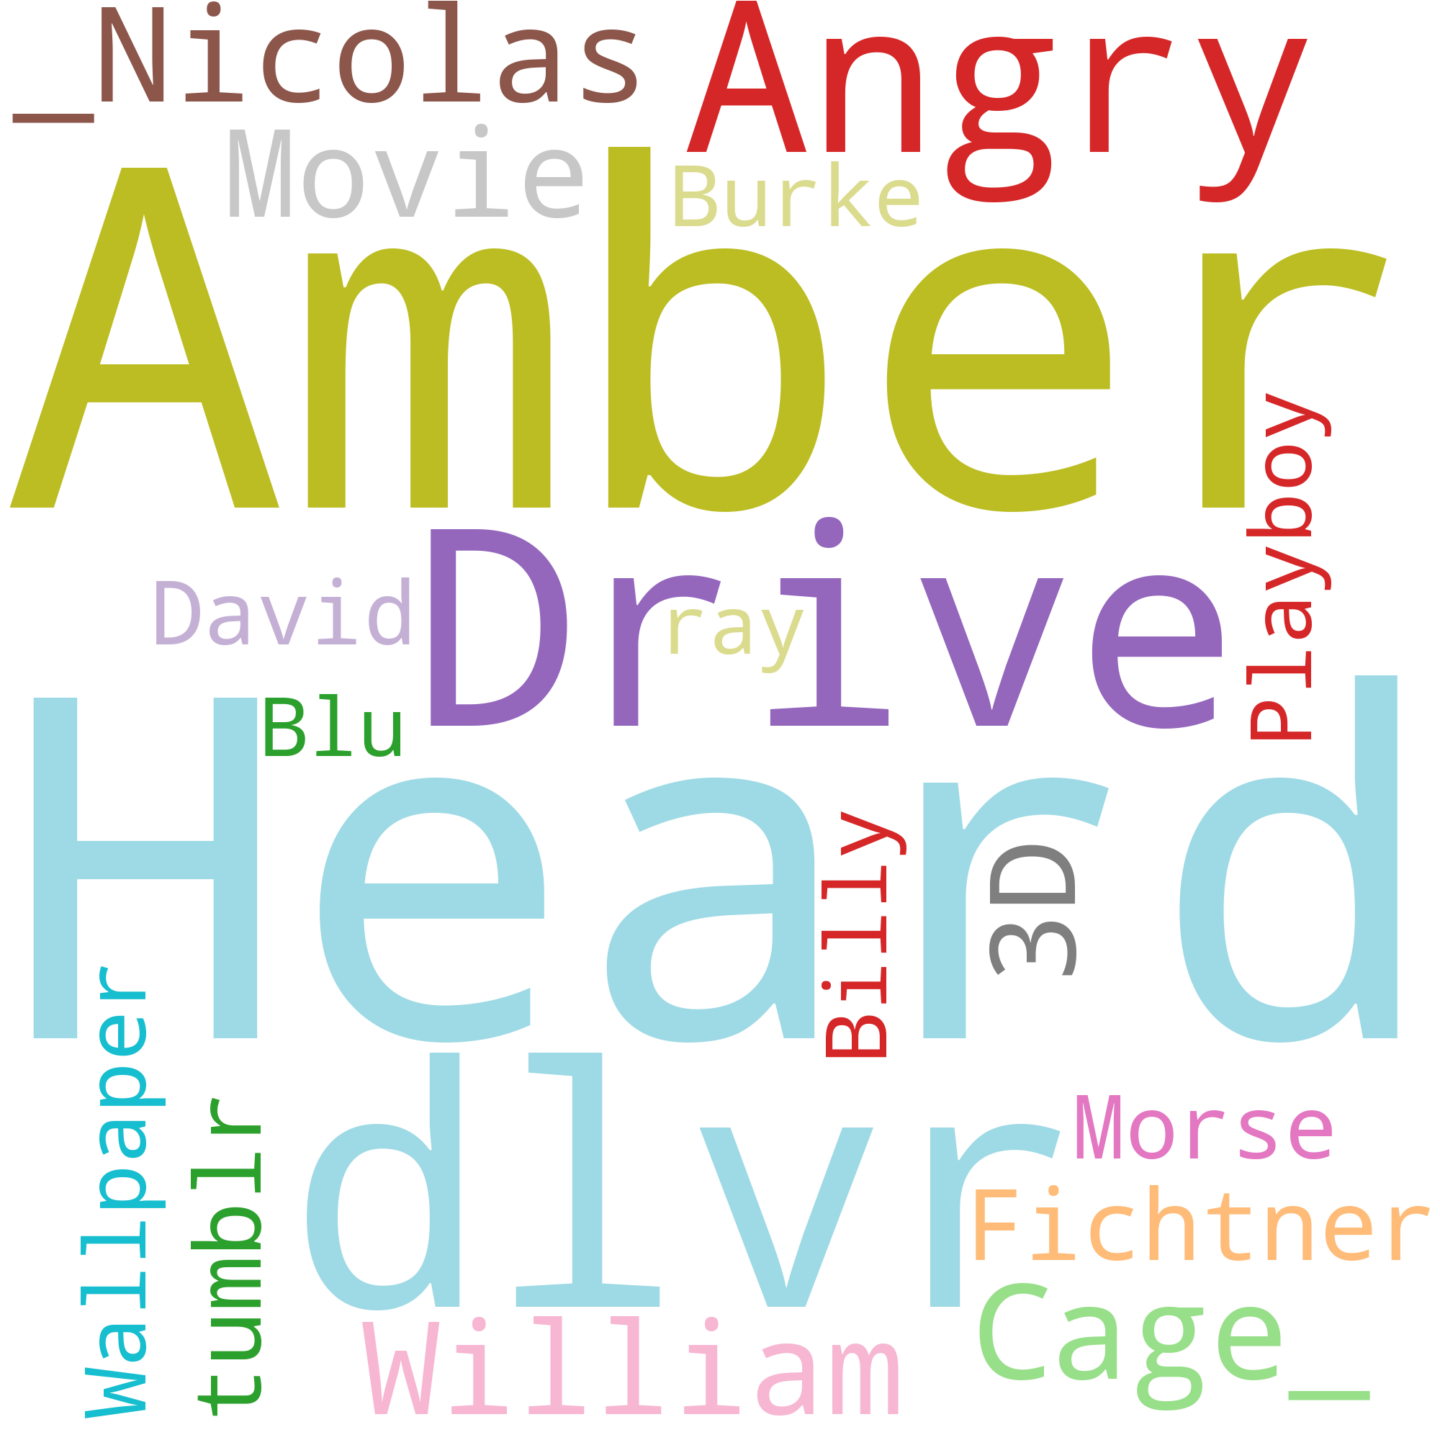 _Nicolas
Angry
Movie
Burke
Amber
Playboy
David
Drive
ray
Blu
Heard
Billy
3D
Wallpaper
tumblr
dlvr
Morse
Fichtner
William
Cage_